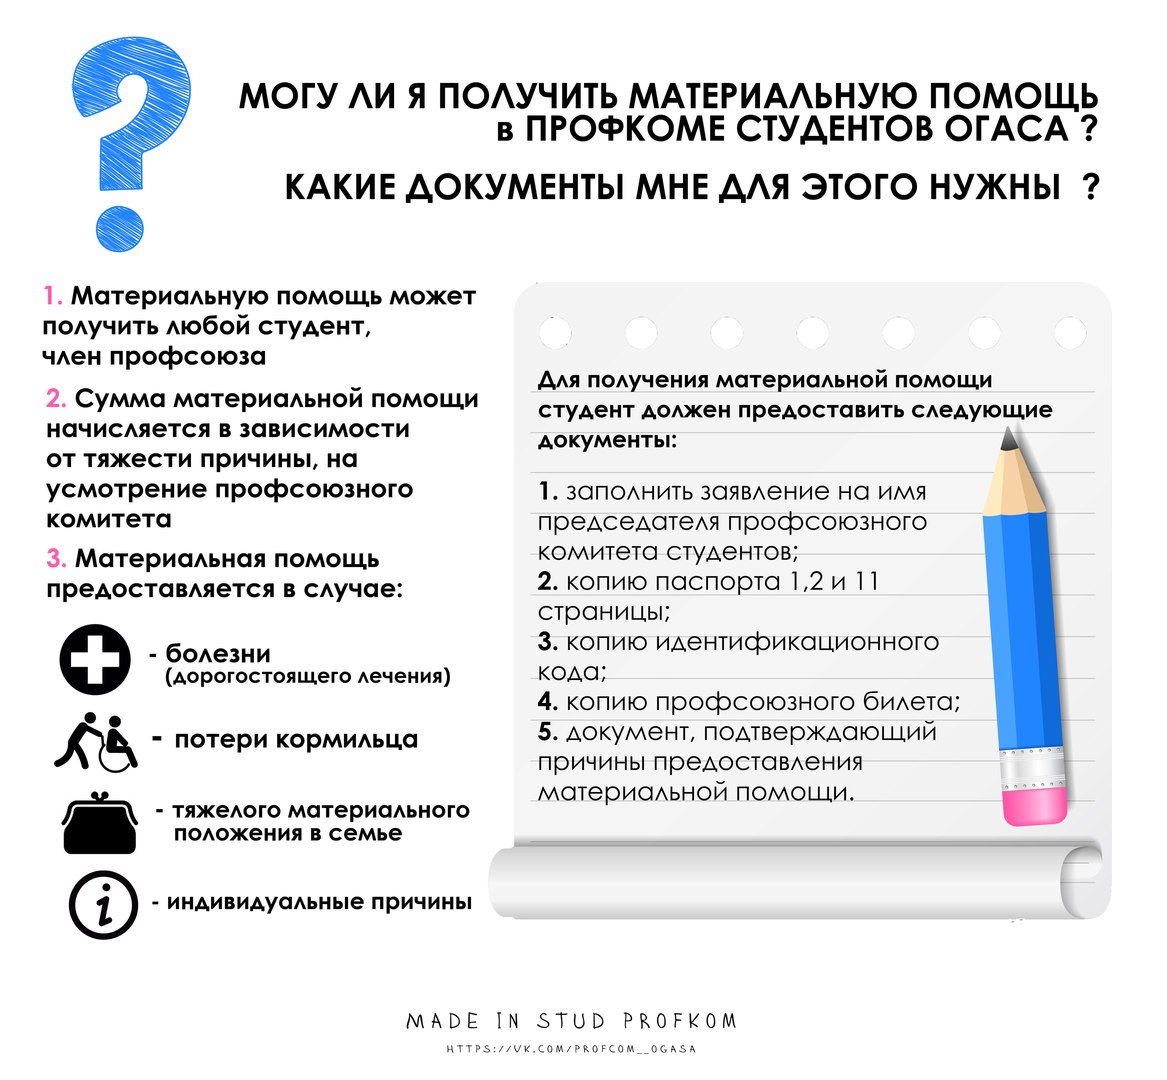 МОГУ ЛИ Я ПОЛУЧИТЬ МАТЕРИАЛЬНУЮ ПОМОЩЬ
в ПРОФКОМЕ СТУДЕНТОВ ОГАСА ?
КАКИЕ ДОКУМЕНТЫ МНЕ ДЛЯ ЭТОГО НУЖНЫ ?
1. Материальную помощь может
получить любой студент,
член профсоюза
2. Сумма материальной помощи
начисляется в зависимости
от тяжести причины, на
усмотрение профсоюзного
комитета
3. Материальная помощь
предоставляется в случае:
- болезни
(дорогостоящего лечения)
- потери кормильца
- тяжелого материального
положения в семье
- индивидуальные причины
Для получения материальной помощи
студент должен предоставить следующие
документы:
1. заполнить заявление на имя
председателя профсоюзного
комитета студентов;
2. копию паспорта 1,2 и 11
страницы;
3. копию идентификационного
кода;
4. копию профсоюзного билета;
5. документ, подтверждающий
причины предоставления
материальной помощи.
MADE IN STUD PROFKOM
HTTPS://VK.COM/PROFCOM__OGASA